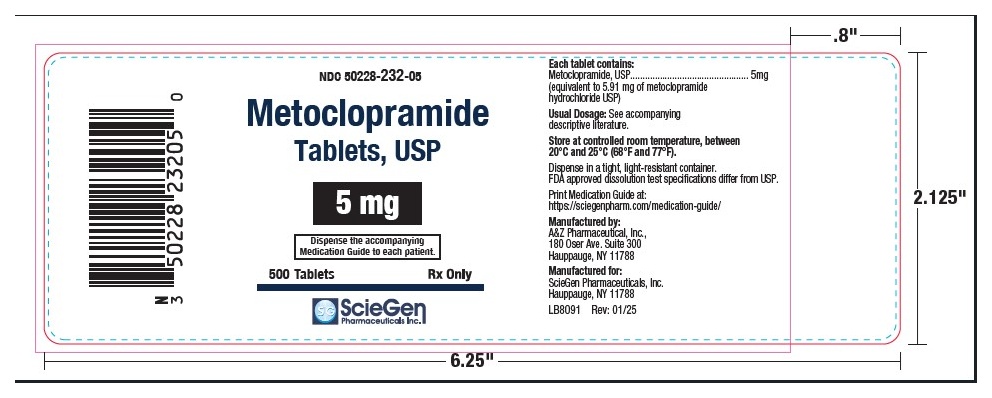 N
3 50228 23205 0
NDC 50228-232-05
Metoclopramide
Tablets, USP
5 mg
Dispense the accompanying
Medication Guide to each patient.
500 Tablets Rx Only
SG ScieGen
Pharmaceuticals Inc.
Each tablet contains:
Metoclopramide, USP................................................ 5mg
(equivalent to 5.91 mg of metoclopramide
hydrochloride USP)
Usual Dosage: See accompanying
descriptive literature.
Store at controlled room temperature, between
20°C and 25°C (68°F and 77°F).
Dispense in a tight, light-resistant container.
FDA approved dissolution test specifications differ from USP.
Print Medication Guide at:
https://sciegenpharm.com/medication-guide/
Manufactured by:
A&Z Pharmaceutical, Inc.,
180 Oser Ave. Suite 300
Hauppauge, NY 11788
Manufactured for:
ScieGen Pharmaceuticals, Inc.
Hauppauge, NY 11788
LB8091 Rev: 01/25
.8"
2.125"
6.25"